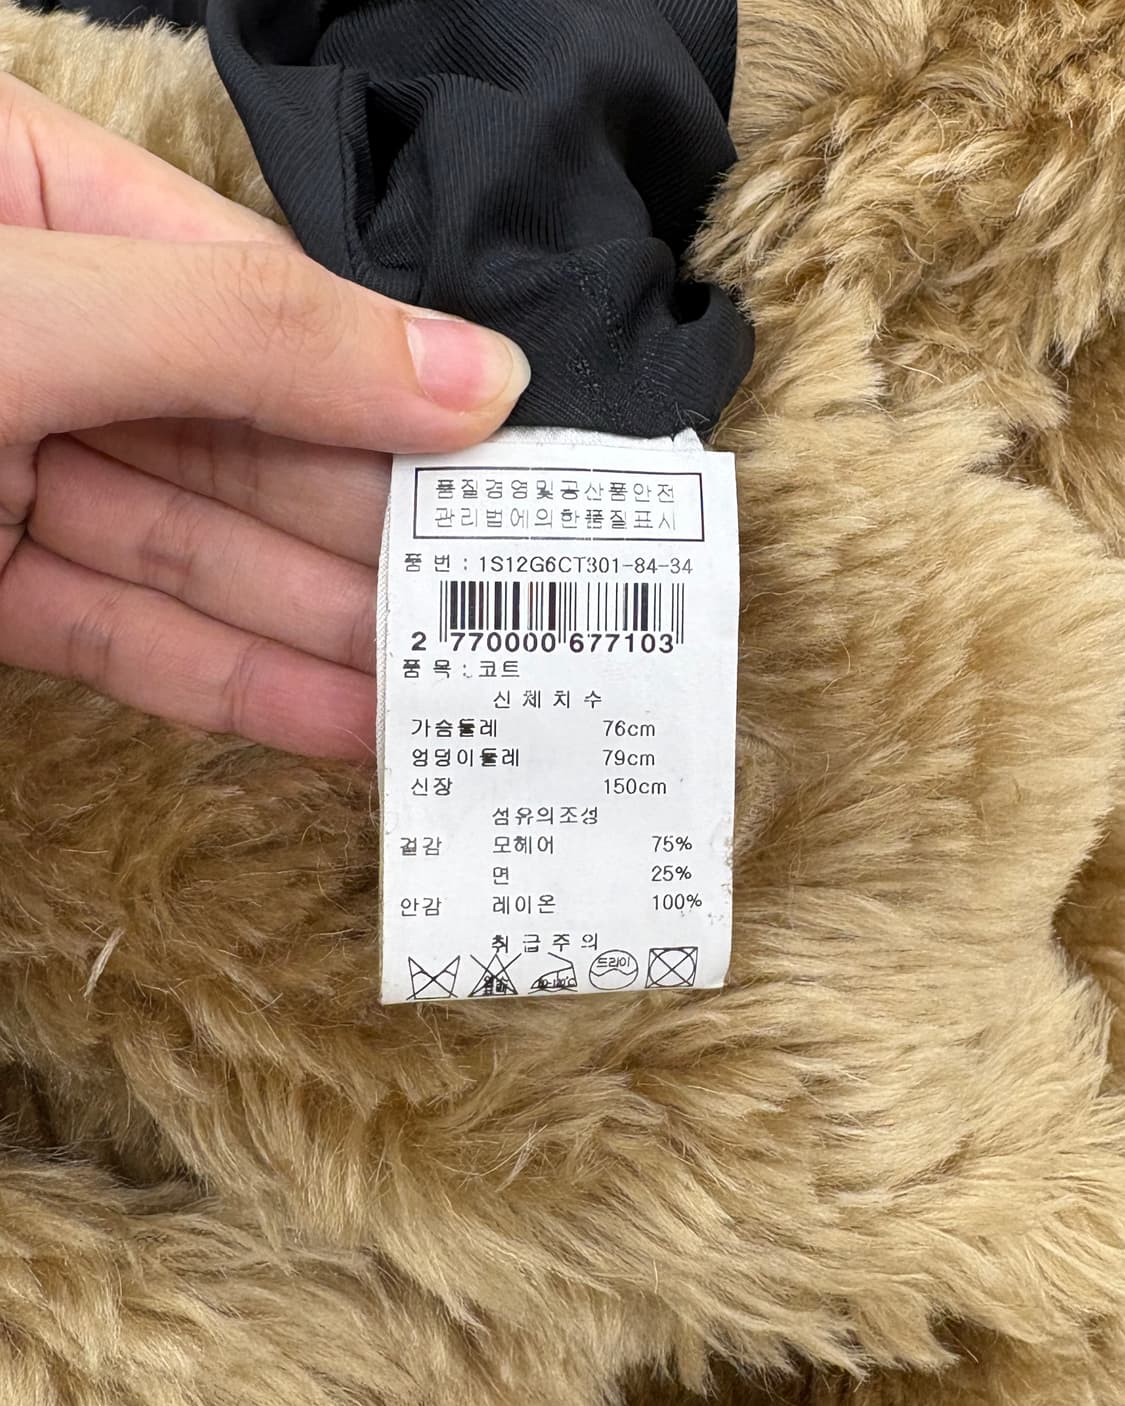 품질경영및공산품안전
관리법에의한품질표시
품 번 : 1S12G6CT301-84-34
2 770000 677103
품 목 : 코트
신 체 치 수
가슴둘레 76cm
엉덩이둘레 79cm
신장 150cm
섬유의조성
겉감 모헤어 75%
면 25%
안감 레이온 100%
취 급 주 의
드라이